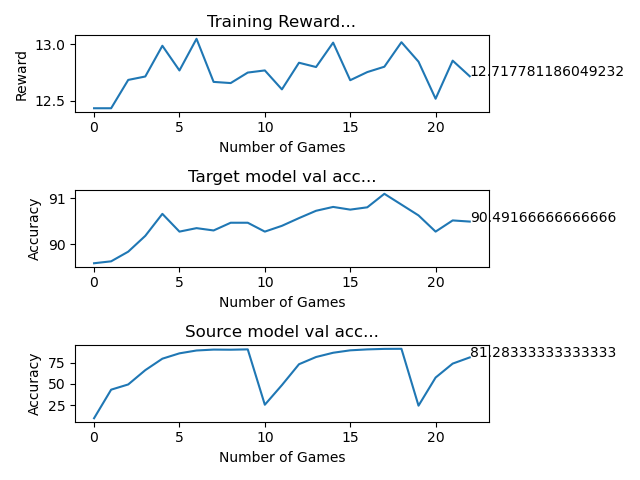 Training Reward...
13.0
12.5
Reward
12.717781186049232
0 5 10 15 20
Number of Games
Target model val acc...
91
90
Accuracy
90.49166666666666
0 5 10 15 20
Number of Games
Source model val acc...
75
50
25
Accuracy
81.28333333333333
0 5 10 15 20
Number of Games